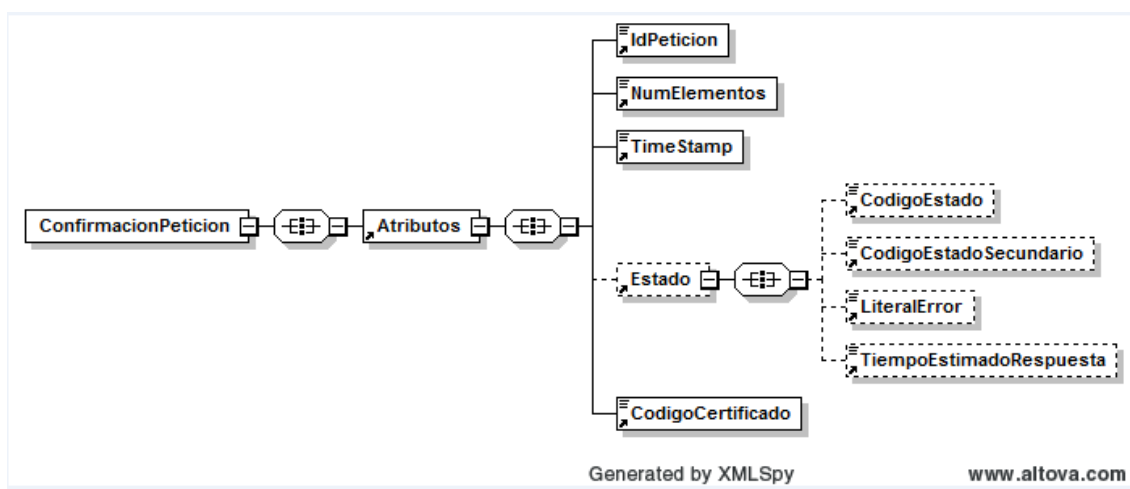 IdPeticion
NumElementos
TimeStamp
ConfirmacionPeticion
Atributos
Estado
CodigoEstado
CodigoEstadoSecundario
LiteralError
TiempoEstimadoRespuesta
CodigoCertificado
Generated by XMLSpy
www.altova.com